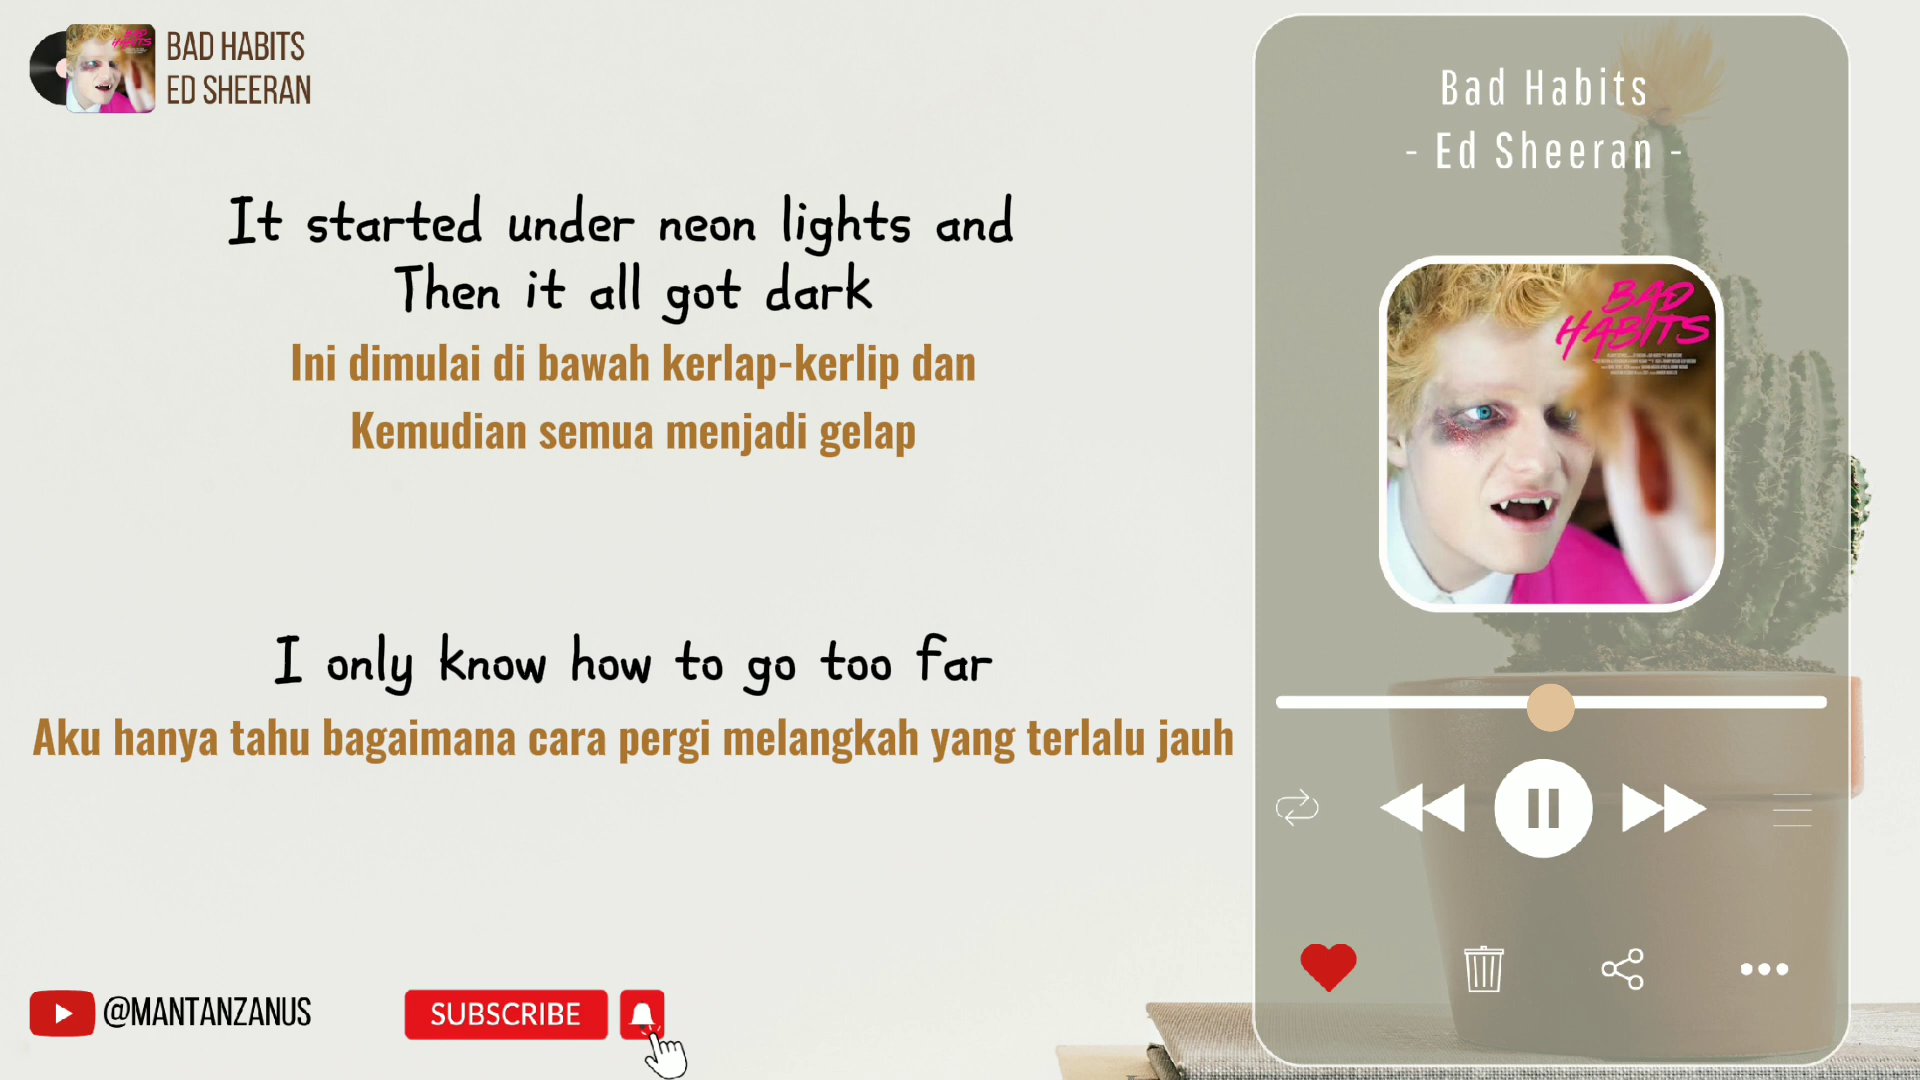 BAD HABITS
ED SHEERAN
It started under neon lights and
Then it all got dark
Ini dimulai di bawah kerlap-kerlip dan
Kemudian semua menjadi gelap
I only know how to go too far
Aku hanya tahu bagaimana cara pergi melangkah yang terlalu jauh
@MANTANZANUS
SUBSCRIBE
Bad Habits
- Ed Sheeran -
BAD
HABITS